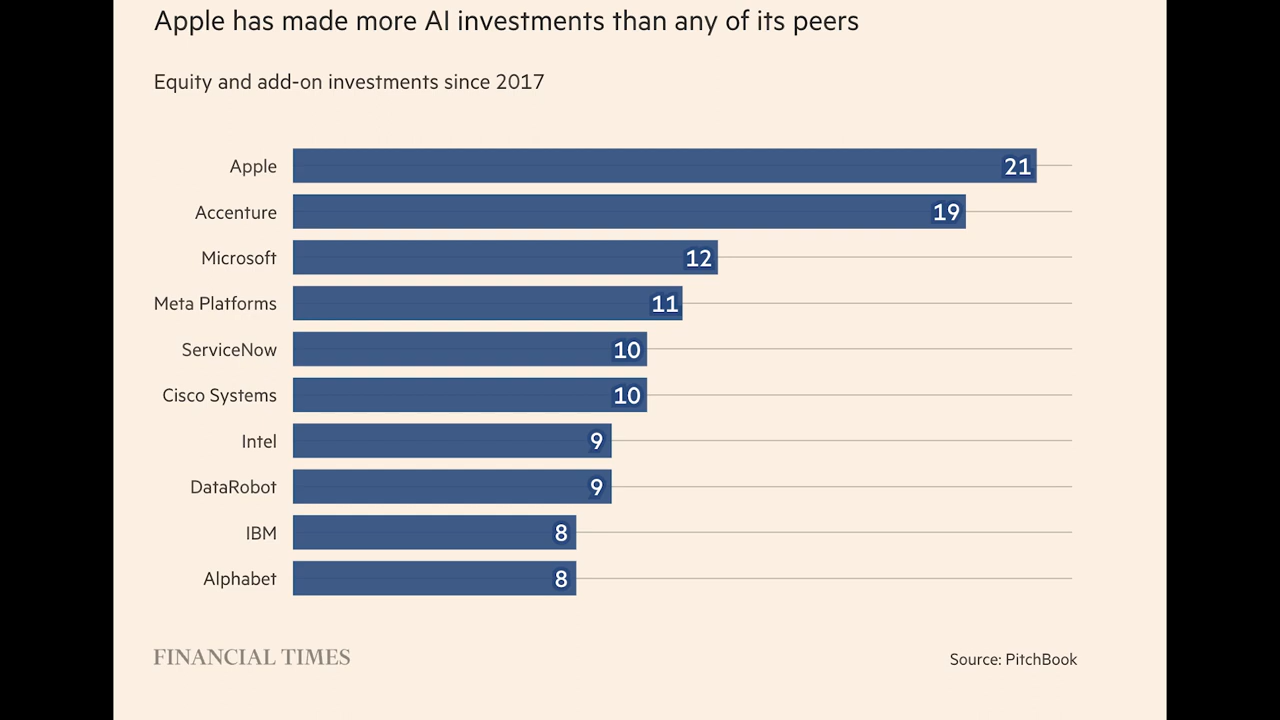 Apple has made more AI investments than any of its peers
Equity and add-on investments since 2017
Apple 21
Accenture 19
Microsoft 12
Meta Platforms 11
ServiceNow 10
Cisco Systems 10
Intel 9
DataRobot 9
IBM 8
Alphabet 8
FINANCIAL TIMES Source: PitchBook